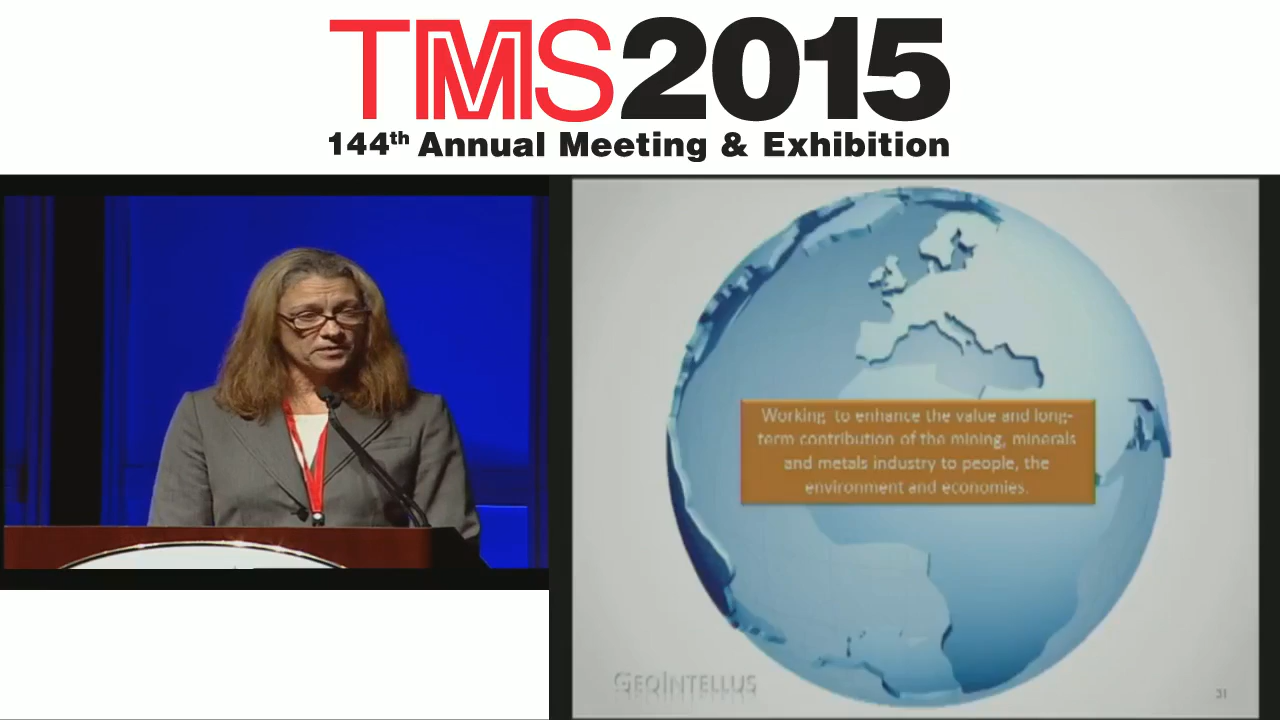 TMS2015
144th Annual Meeting & Exhibition
Working to enhance the value and long-
term contribution of the mining, minerals
and metals industry to people, the
environment and economies.
GEOINTELLUS
31